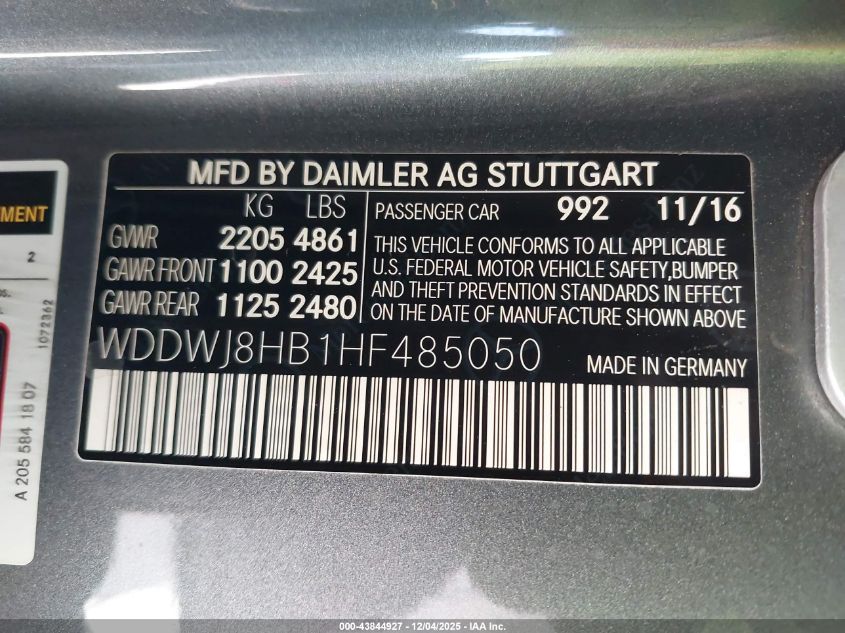 MFD BY DAIMLER AG STUTTGART
KG LBS
GVWR 2205 4861
GAWR FRONT 1100 2425
GAWR REAR 1125 2480
PASSENGER CAR 992 11/16
THIS VEHICLE CONFORMS TO ALL APPLICABLE
U.S. FEDERAL MOTOR VEHICLE SAFETY,BUMPER
AND THEFT PREVENTION STANDARDS IN EFFECT
ON THE DATE OF MANUFACTURE SHOWN ABOVE
WDDWJ8HB1HF485050
MADE IN GERMANY
2
1072362
A 205 584 18 07
000-43844927 - 12/04/2025 - IAA Inc.